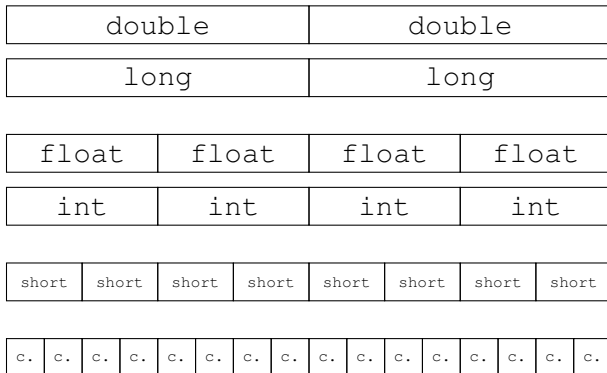 double double
long long
float float float float
int int int int
short short short short short short short short
c. c. c. c. c. c. c. c. c. c. c. c. c. c. c. c.